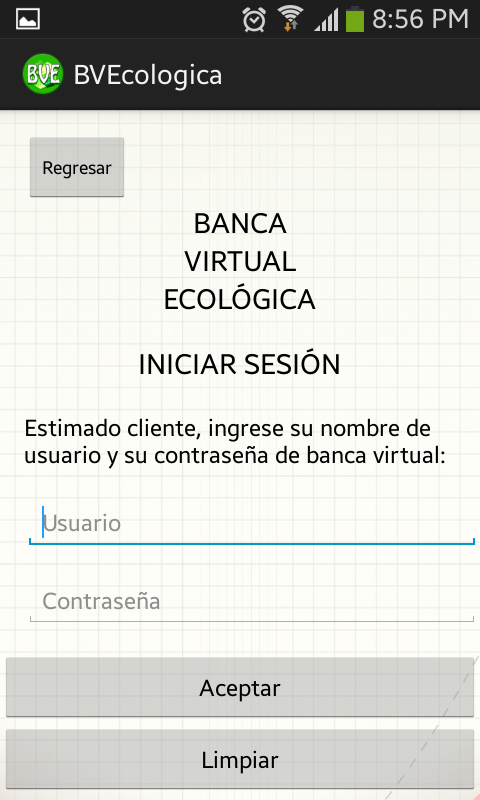 8:56 PM
BVE BVEcologica
Regresar
BANCA
VIRTUAL
ECOLÓGICA
INICIAR SESIÓN
Estimado cliente, ingrese su nombre de
usuario y su contraseña de banca virtual:
Usuario
Contraseña
Aceptar
Limpiar